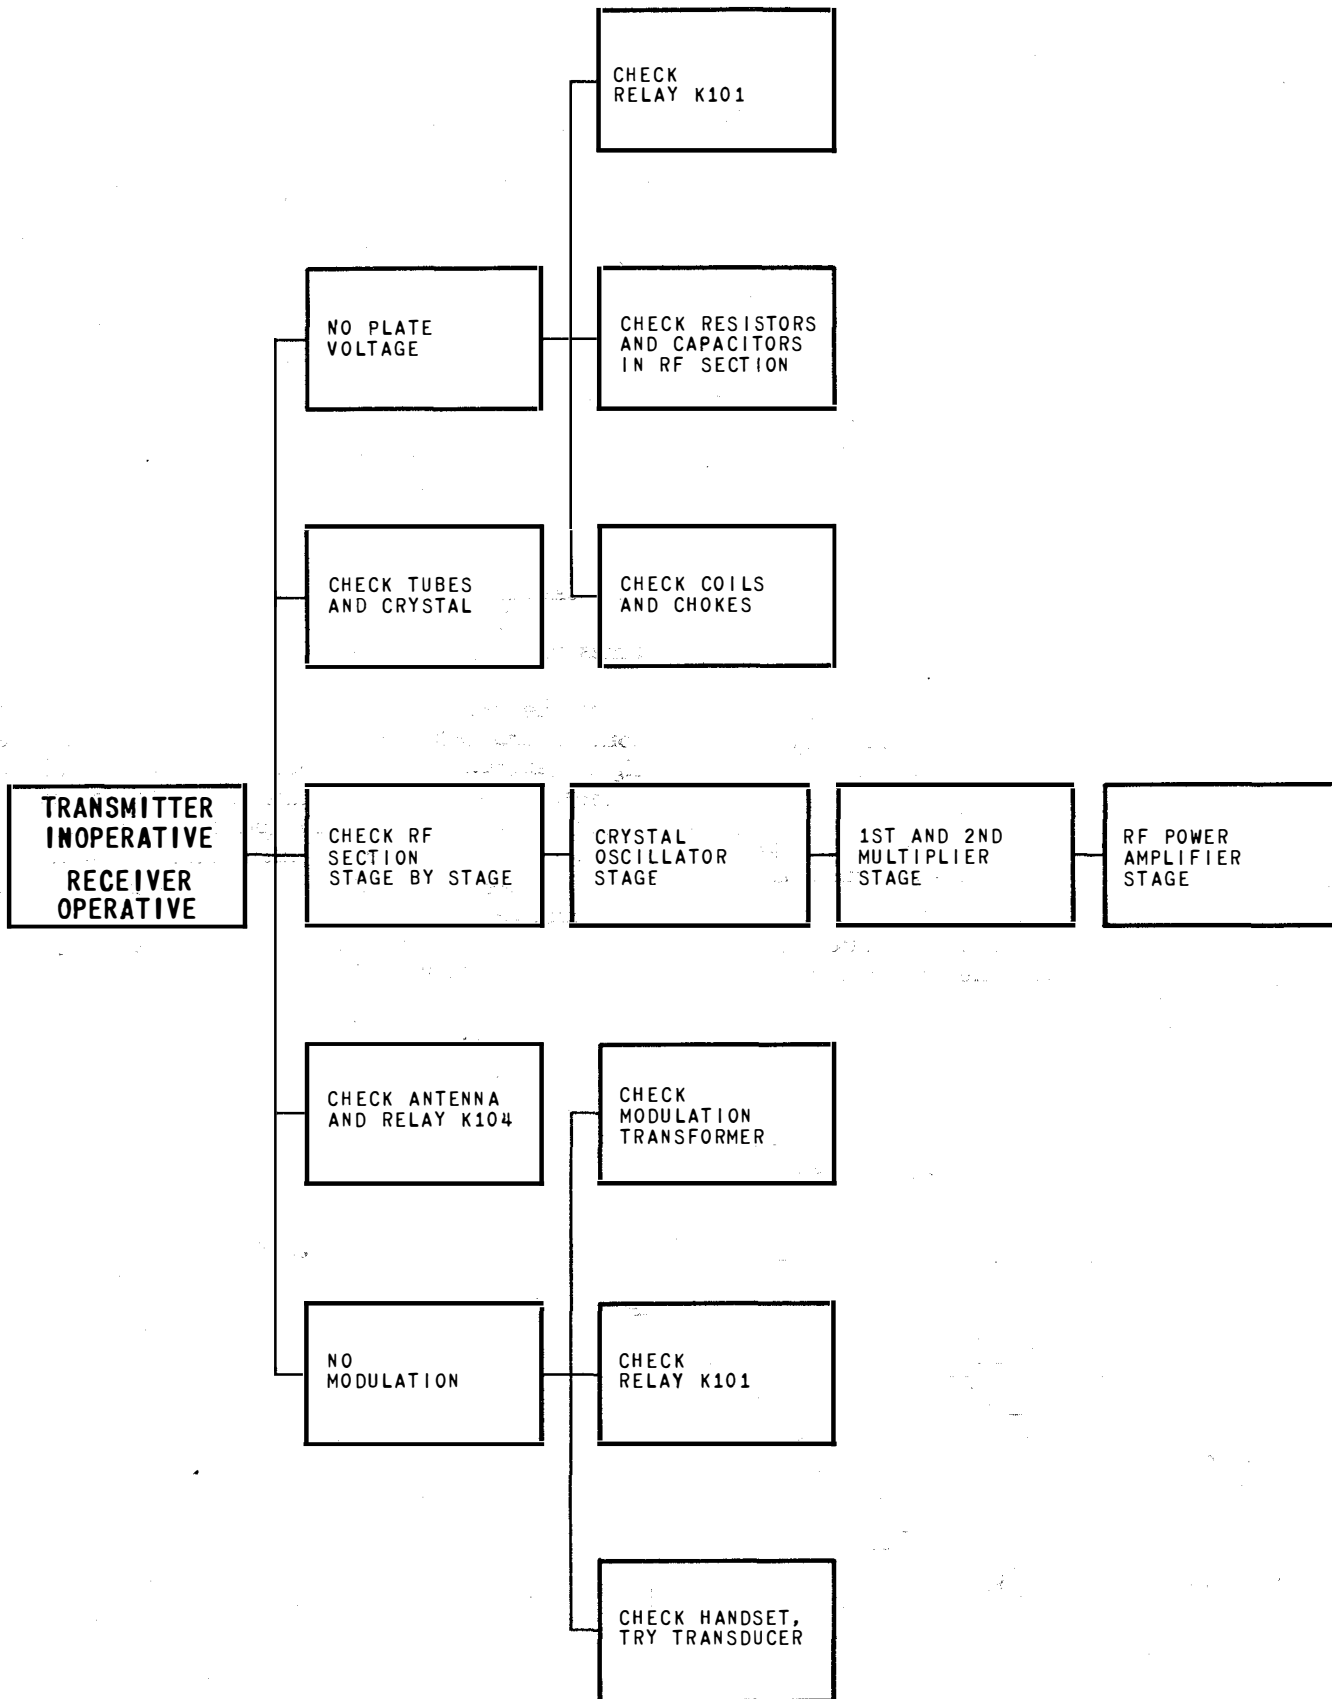 CHECK
RELAY K101
NO PLATE
VOLTAGE
CHECK RESISTORS
AND CAPACITORS
IN RF SECTION
CHECK TUBES
AND CRYSTAL
CHECK COILS
AND CHOKES
TRANSMITTER
INOPERATIVE
RECEIVER
OPERATIVE
CHECK RF
SECTION
STAGE BY STAGE
CRYSTAL
OSCILLATOR
STAGE
1ST AND 2ND
MULTIPLIER
STAGE
RF POWER
AMPLIFIER
STAGE
CHECK ANTENNA
AND RELAY K104
CHECK
MODULATION
TRANSFORMER
NO
MODULATION
CHECK
RELAY K101
CHECK HANDSET,
TRY TRANSDUCER